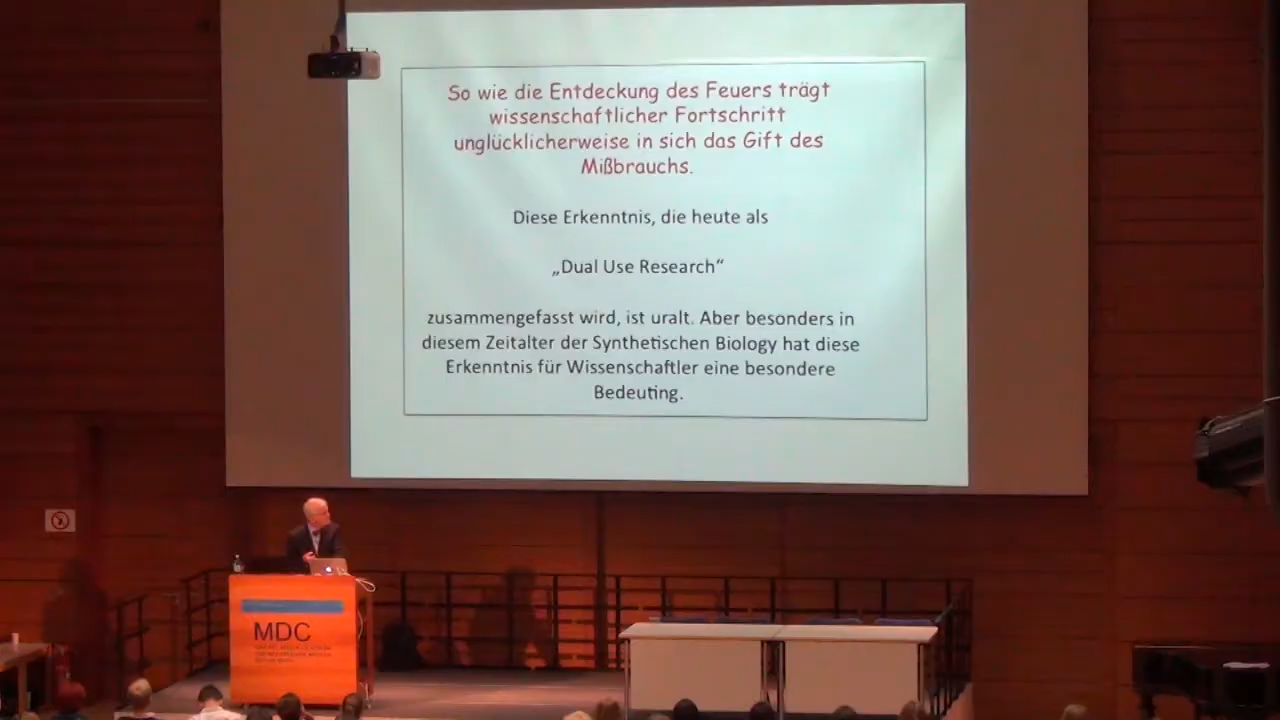 So wie die Entdeckung des Feuers trägt
wissenschaftlicher Fortschritt
unglücklicherweise in sich das Gift des
Mißbrauchs.
Diese Erkenntnis, die heute als
„Dual Use Research“
zusammengefasst wird, ist uralt. Aber besonders in
diesem Zeitalter der Synthetischen Biology hat diese
Erkenntnis für Wissenschaftler eine besondere
Bedeuting.
MDC